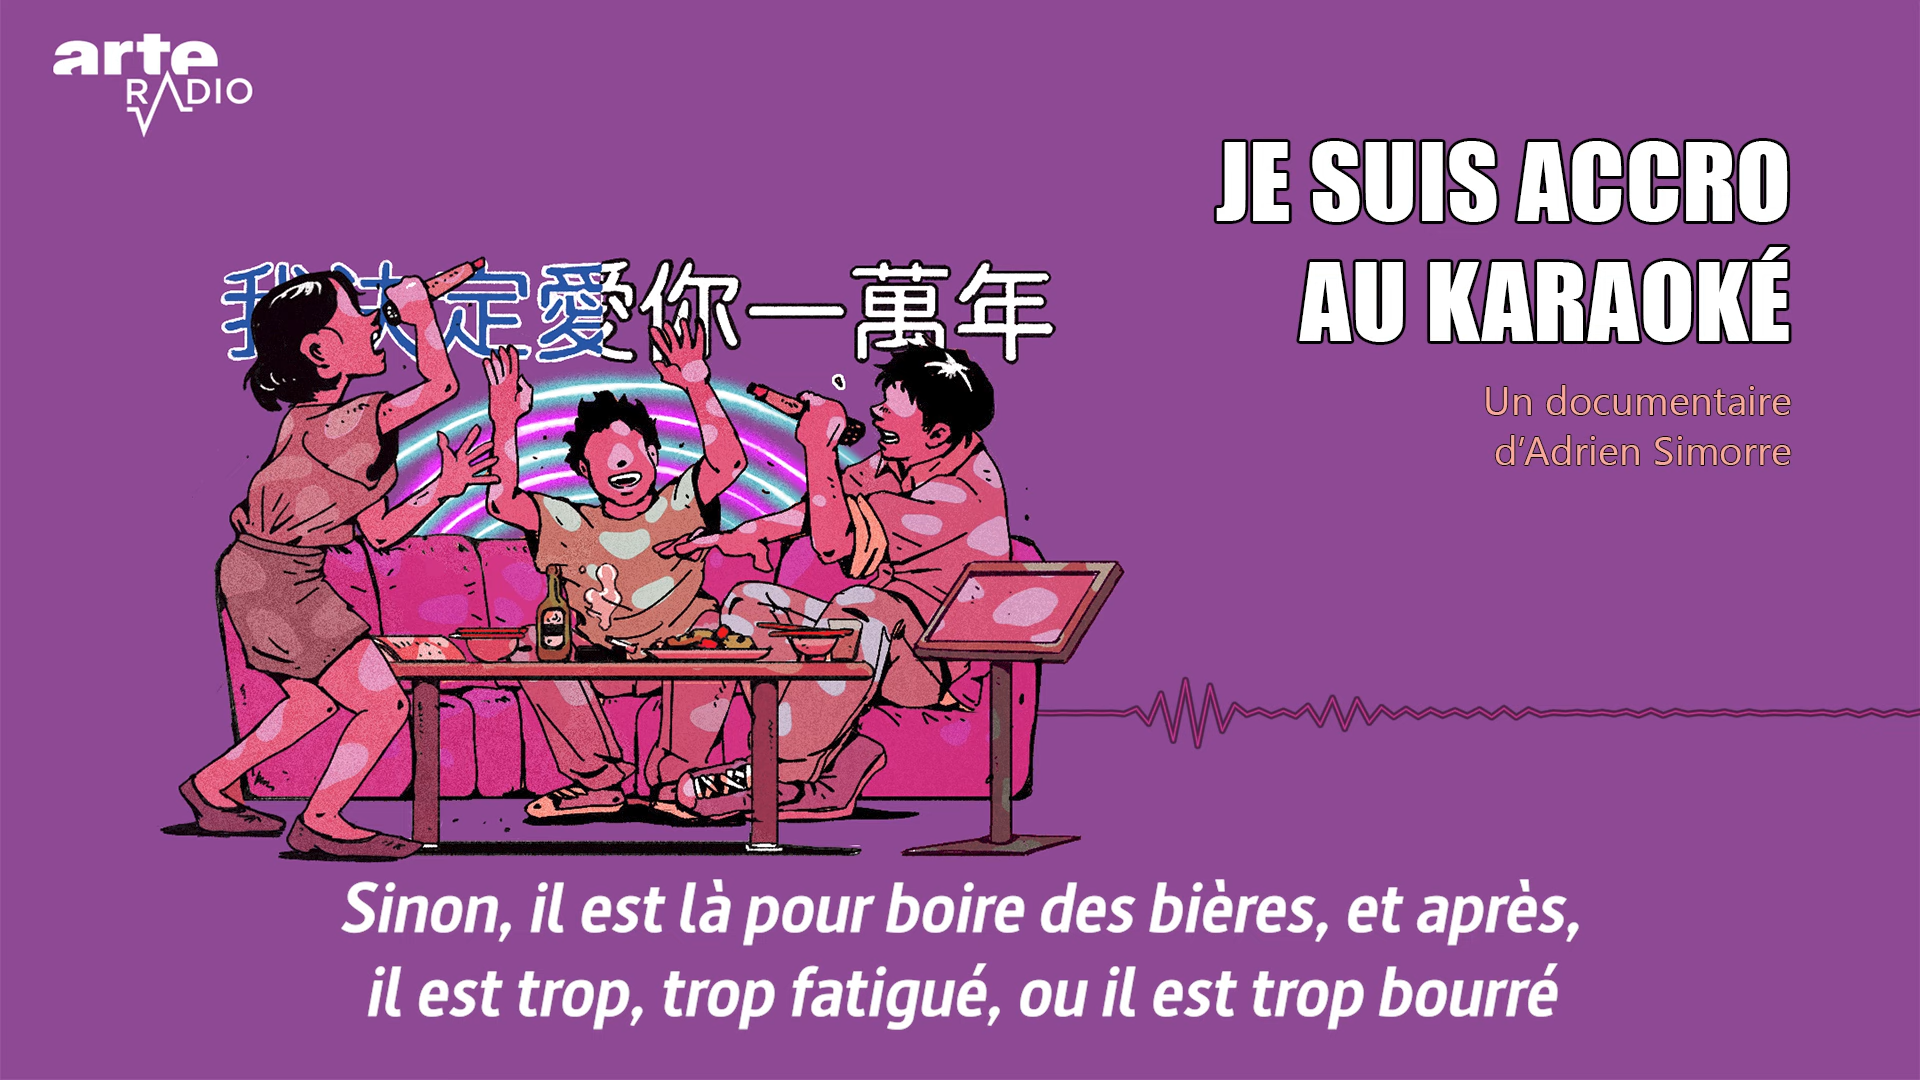 arte
RADIO
JE SUIS ACCRO
AU KARAOKÉ
Un documentaire
d'Adrien Simorre
我決定愛你一萬年
Sinon, il est là pour boire des bières, et après,
il est trop, trop fatigué, ou il est trop bourré